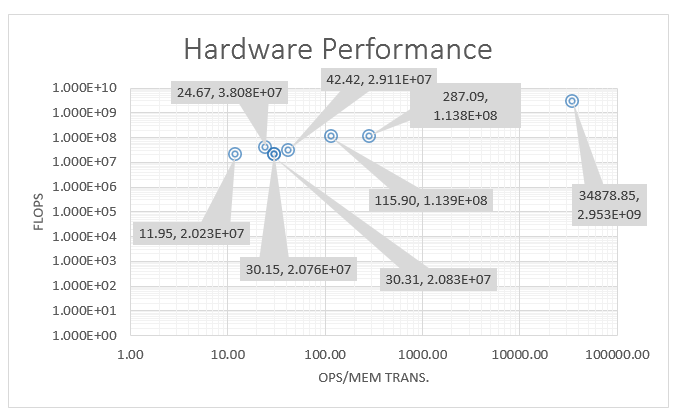 Hardware Performance
42.42, 2.911E+07
24.67, 3.808E+07
287.09,
1.138E+08
115.90, 1.139E+08
34878.85,
2.953E+09
11.95, 2.023E+07
30.15, 2.076E+07
30.31, 2.083E+07
1.000E+10
1.000E+09
1.000E+08
1.000E+07
1.000E+06
1.000E+05
1.000E+04
1.000E+03
1.000E+02
1.000E+01
1.000E+00
FLOPS
1.00
10.00
100.00
1000.00
10000.00
100000.00
OPS/MEM TRANS.